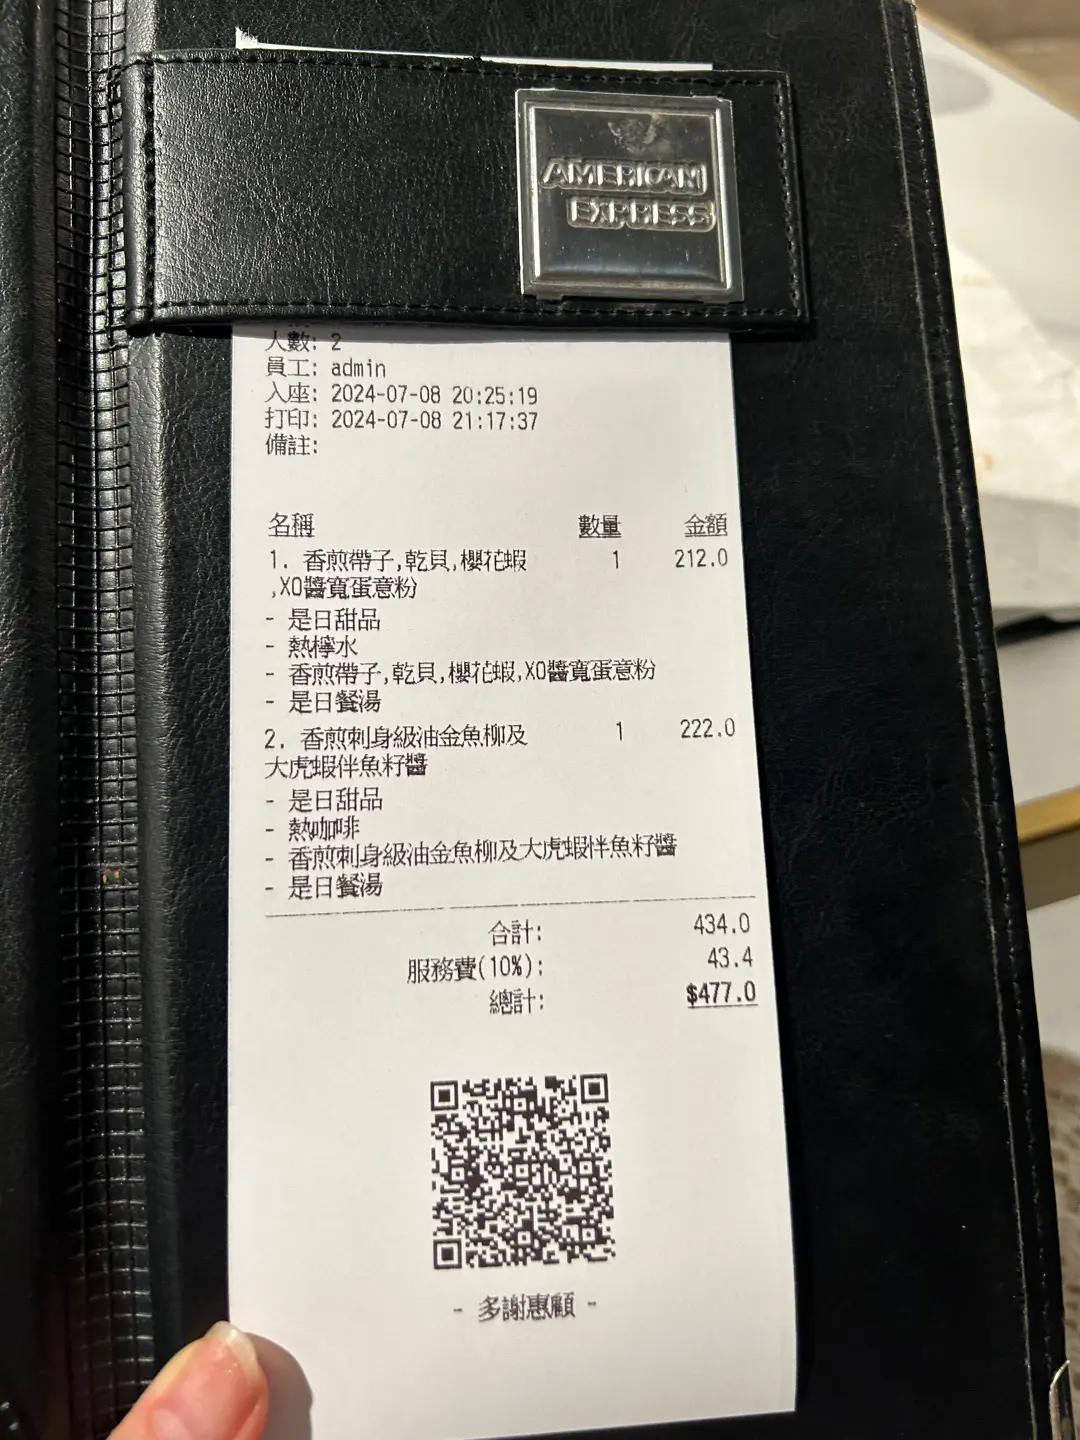 AMERICAN
EXPRESS
人數: 2
員工: admin
入座: 2024-07-08 20:25:19
打印: 2024-07-08 21:17:37
備註:
名稱 數量 金額
1. 香煎帶子,乾貝,櫻花蝦 1 212.0
,XO醬寬蛋意粉
- 是日甜品
- 熱檸水
- 香煎帶子,乾貝,櫻花蝦,XO醬寬蛋意粉
- 是日餐湯
2. 香煎刺身級油金魚柳及 1 222.0
大虎蝦伴魚籽醬
- 是日甜品
- 熱咖啡
- 香煎刺身級油金魚柳及大虎蝦伴魚籽醬
- 是日餐湯
合計: 434.0
服務費(10%): 43.4
總計: $477.0
- 多謝惠顧 -